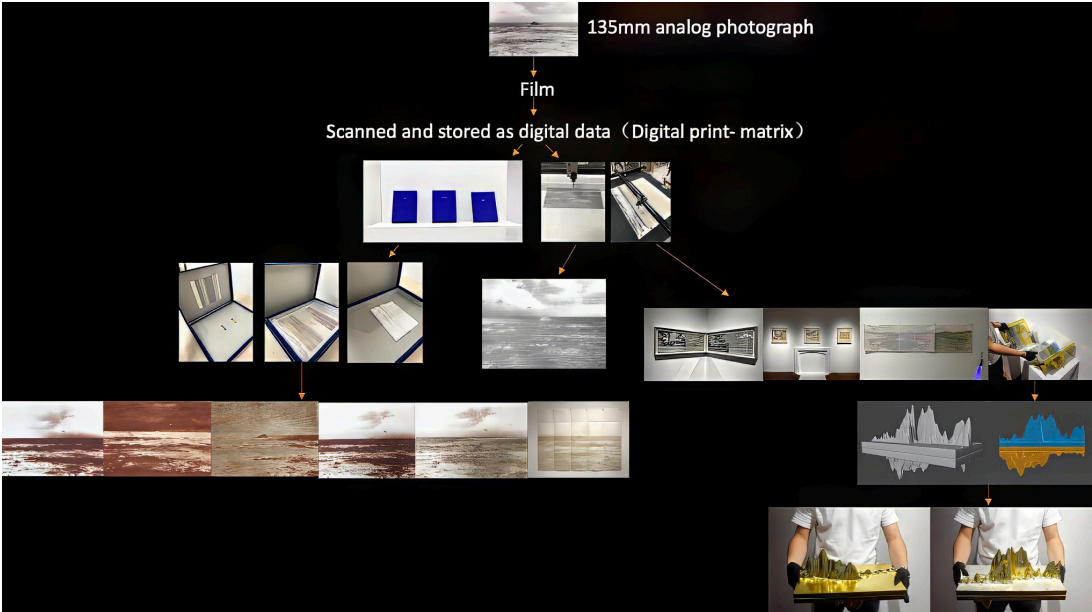 135mm analog photograph
Film
Scanned and stored as digital data（Digital print- matrix）